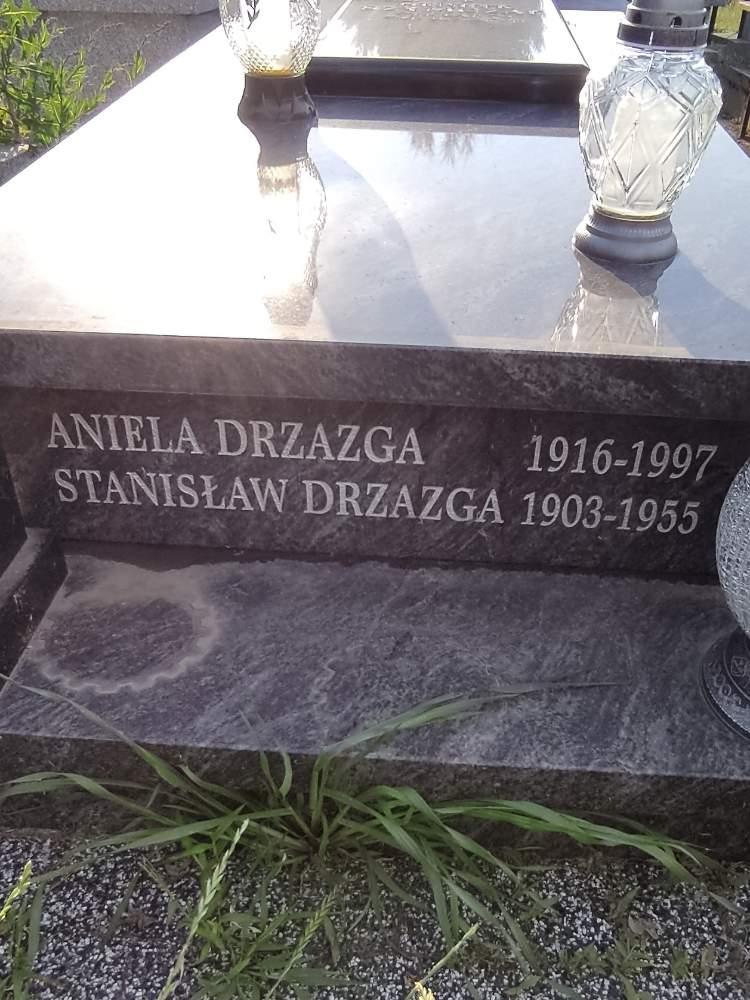 ANIELA DRZAZGA 1916-1997
STANISŁAW DRZAZGA 1903-1955